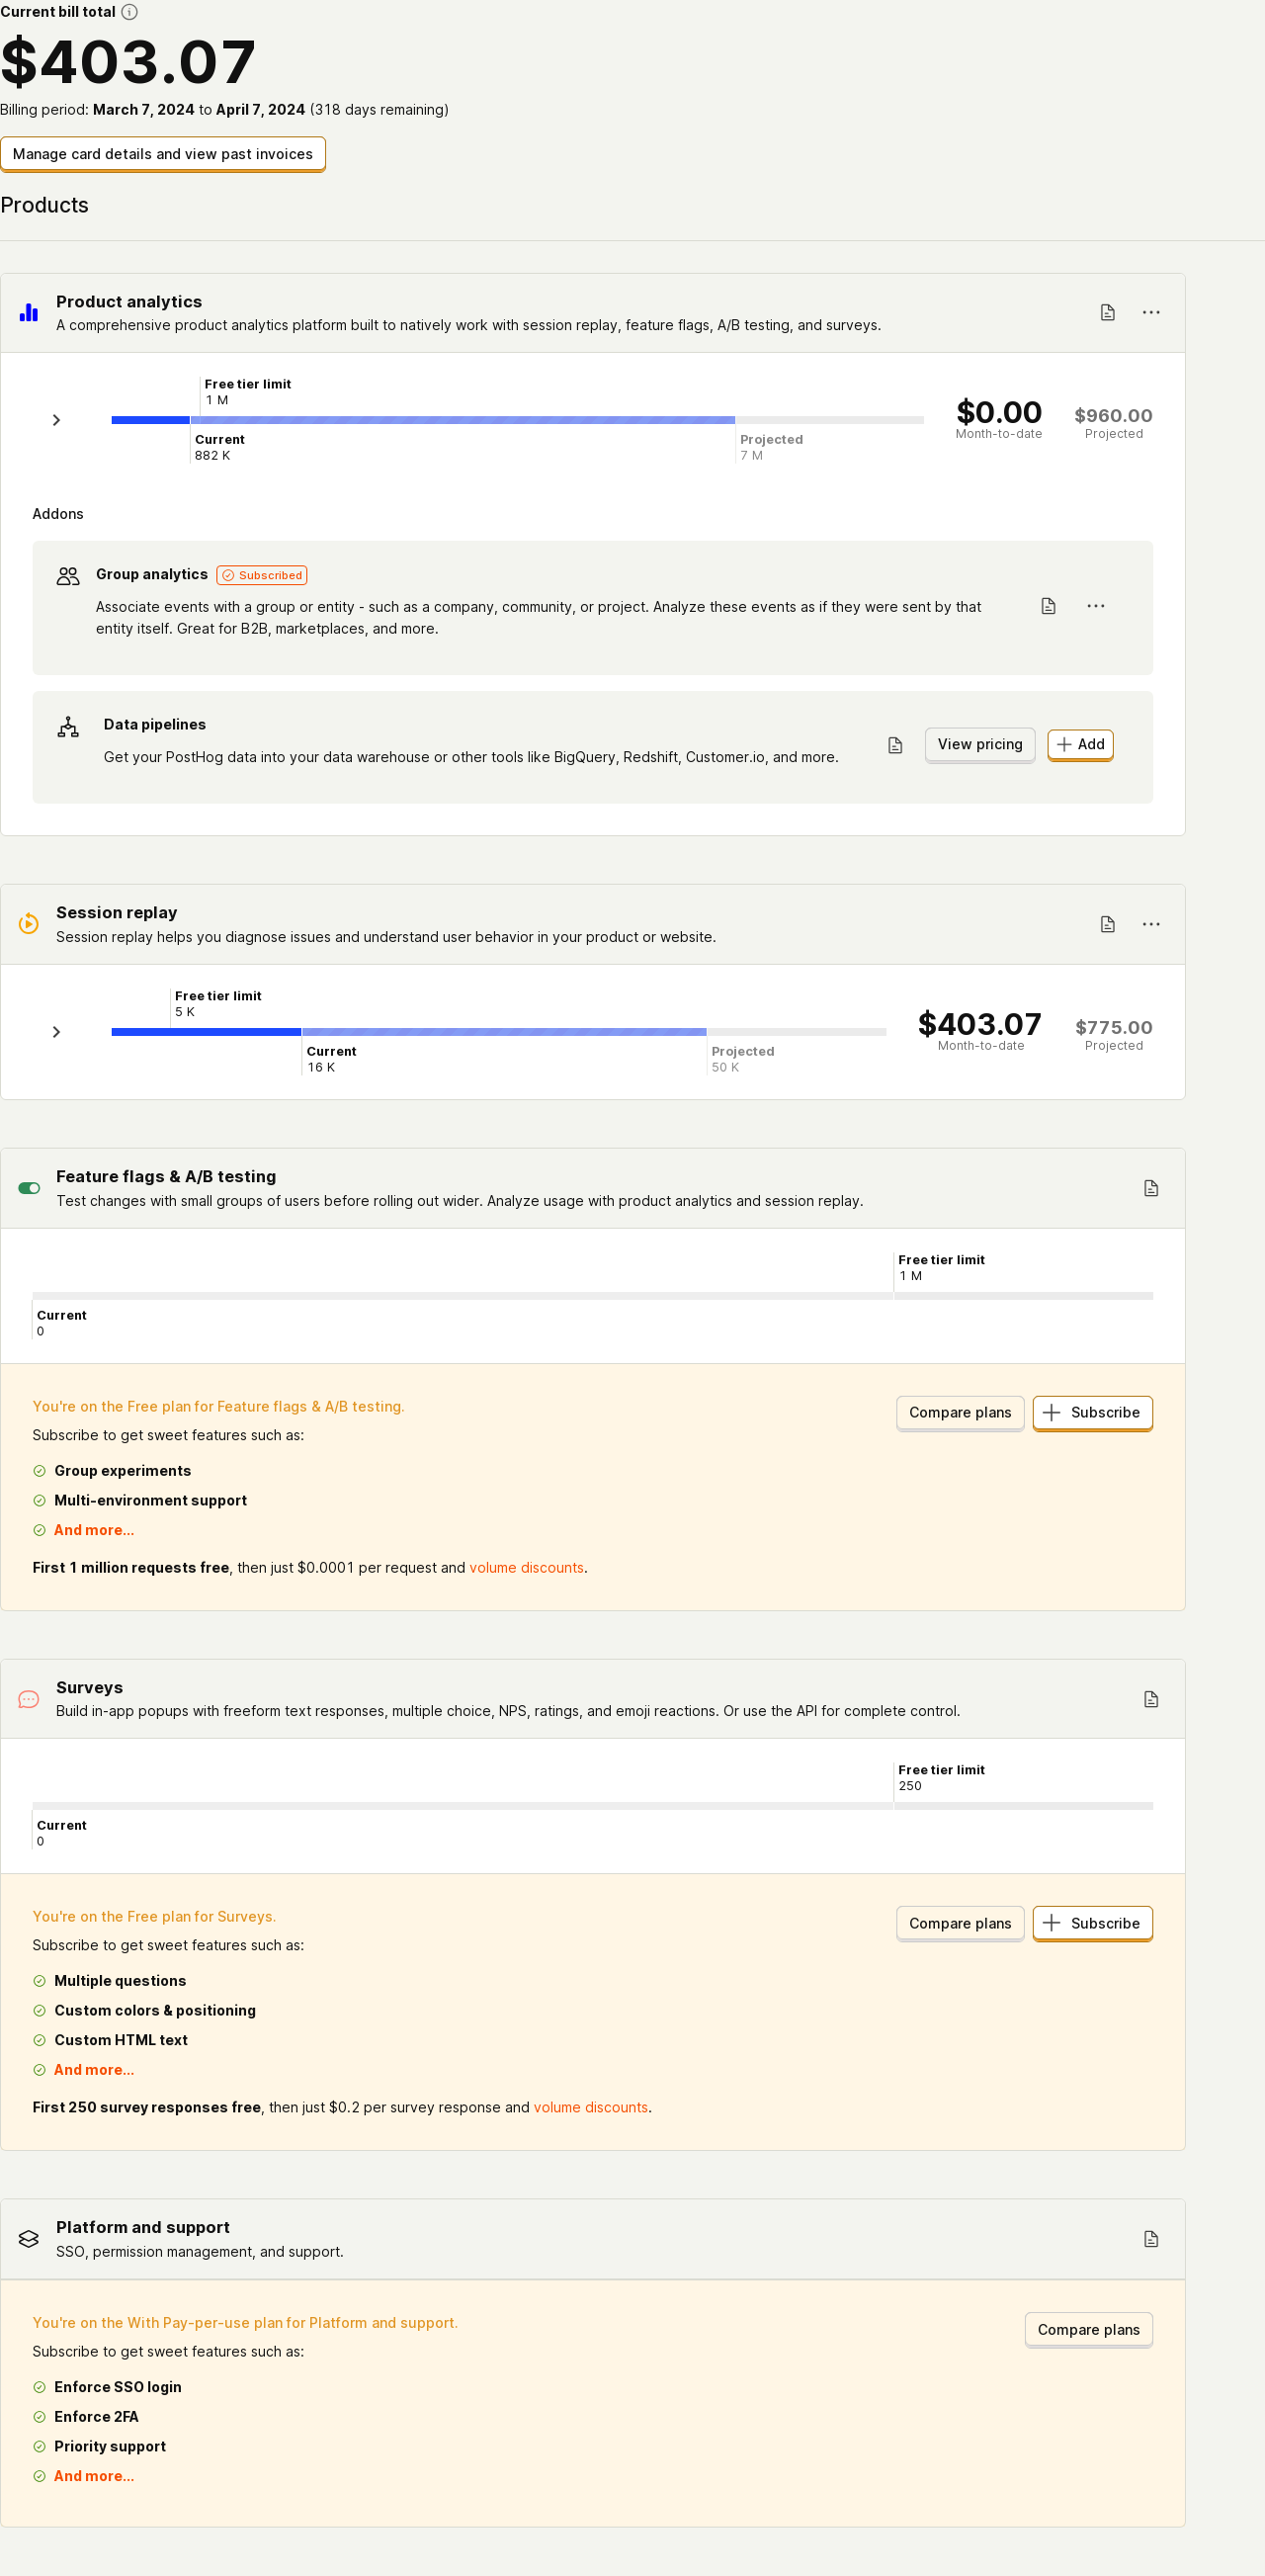 Current bill total
$403.07
Billing period: March 7, 2024 to April 7, 2024 (318 days remaining)
Manage card details and view past invoices
Products
Product analytics
A comprehensive product analytics platform built to natively work with session replay, feature flags, A/B testing, and surveys.
Free tier limit
1 M
Current
882 K
Projected
7 M
$0.00
Month-to-date
$960.00
Projected
Addons
Group analytics Subscribed
Associate events with a group or entity - such as a company, community, or project. Analyze these events as if they were sent by that
entity itself. Great for B2B, marketplaces, and more.
Data pipelines
Get your PostHog data into your data warehouse or other tools like BigQuery, Redshift, Customer.io, and more.
View pricing
Add
Session replay
Session replay helps you diagnose issues and understand user behavior in your product or website.
Free tier limit
5 K
Current
16 K
Projected
50 K
$403.07
Month-to-date
$775.00
Projected
Feature flags & A/B testing
Test changes with small groups of users before rolling out wider. Analyze usage with product analytics and session replay.
Free tier limit
1 M
Current
0
You're on the Free plan for Feature flags & A/B testing.
Compare plans
Subscribe
Subscribe to get sweet features such as:
Group experiments
Multi-environment support
And more...
First 1 million requests free, then just $0.0001 per request and volume discounts.
Surveys
Build in-app popups with freeform text responses, multiple choice, NPS, ratings, and emoji reactions. Or use the API for complete control.
Free tier limit
250
Current
0
You're on the Free plan for Surveys.
Compare plans
Subscribe
Subscribe to get sweet features such as:
Multiple questions
Custom colors & positioning
Custom HTML text
And more...
First 250 survey responses free, then just $0.2 per survey response and volume discounts.
Platform and support
SSO, permission management, and support.
You're on the With Pay-per-use plan for Platform and support.
Compare plans
Subscribe to get sweet features such as:
Enforce SSO login
Enforce 2FA
Priority support
And more...